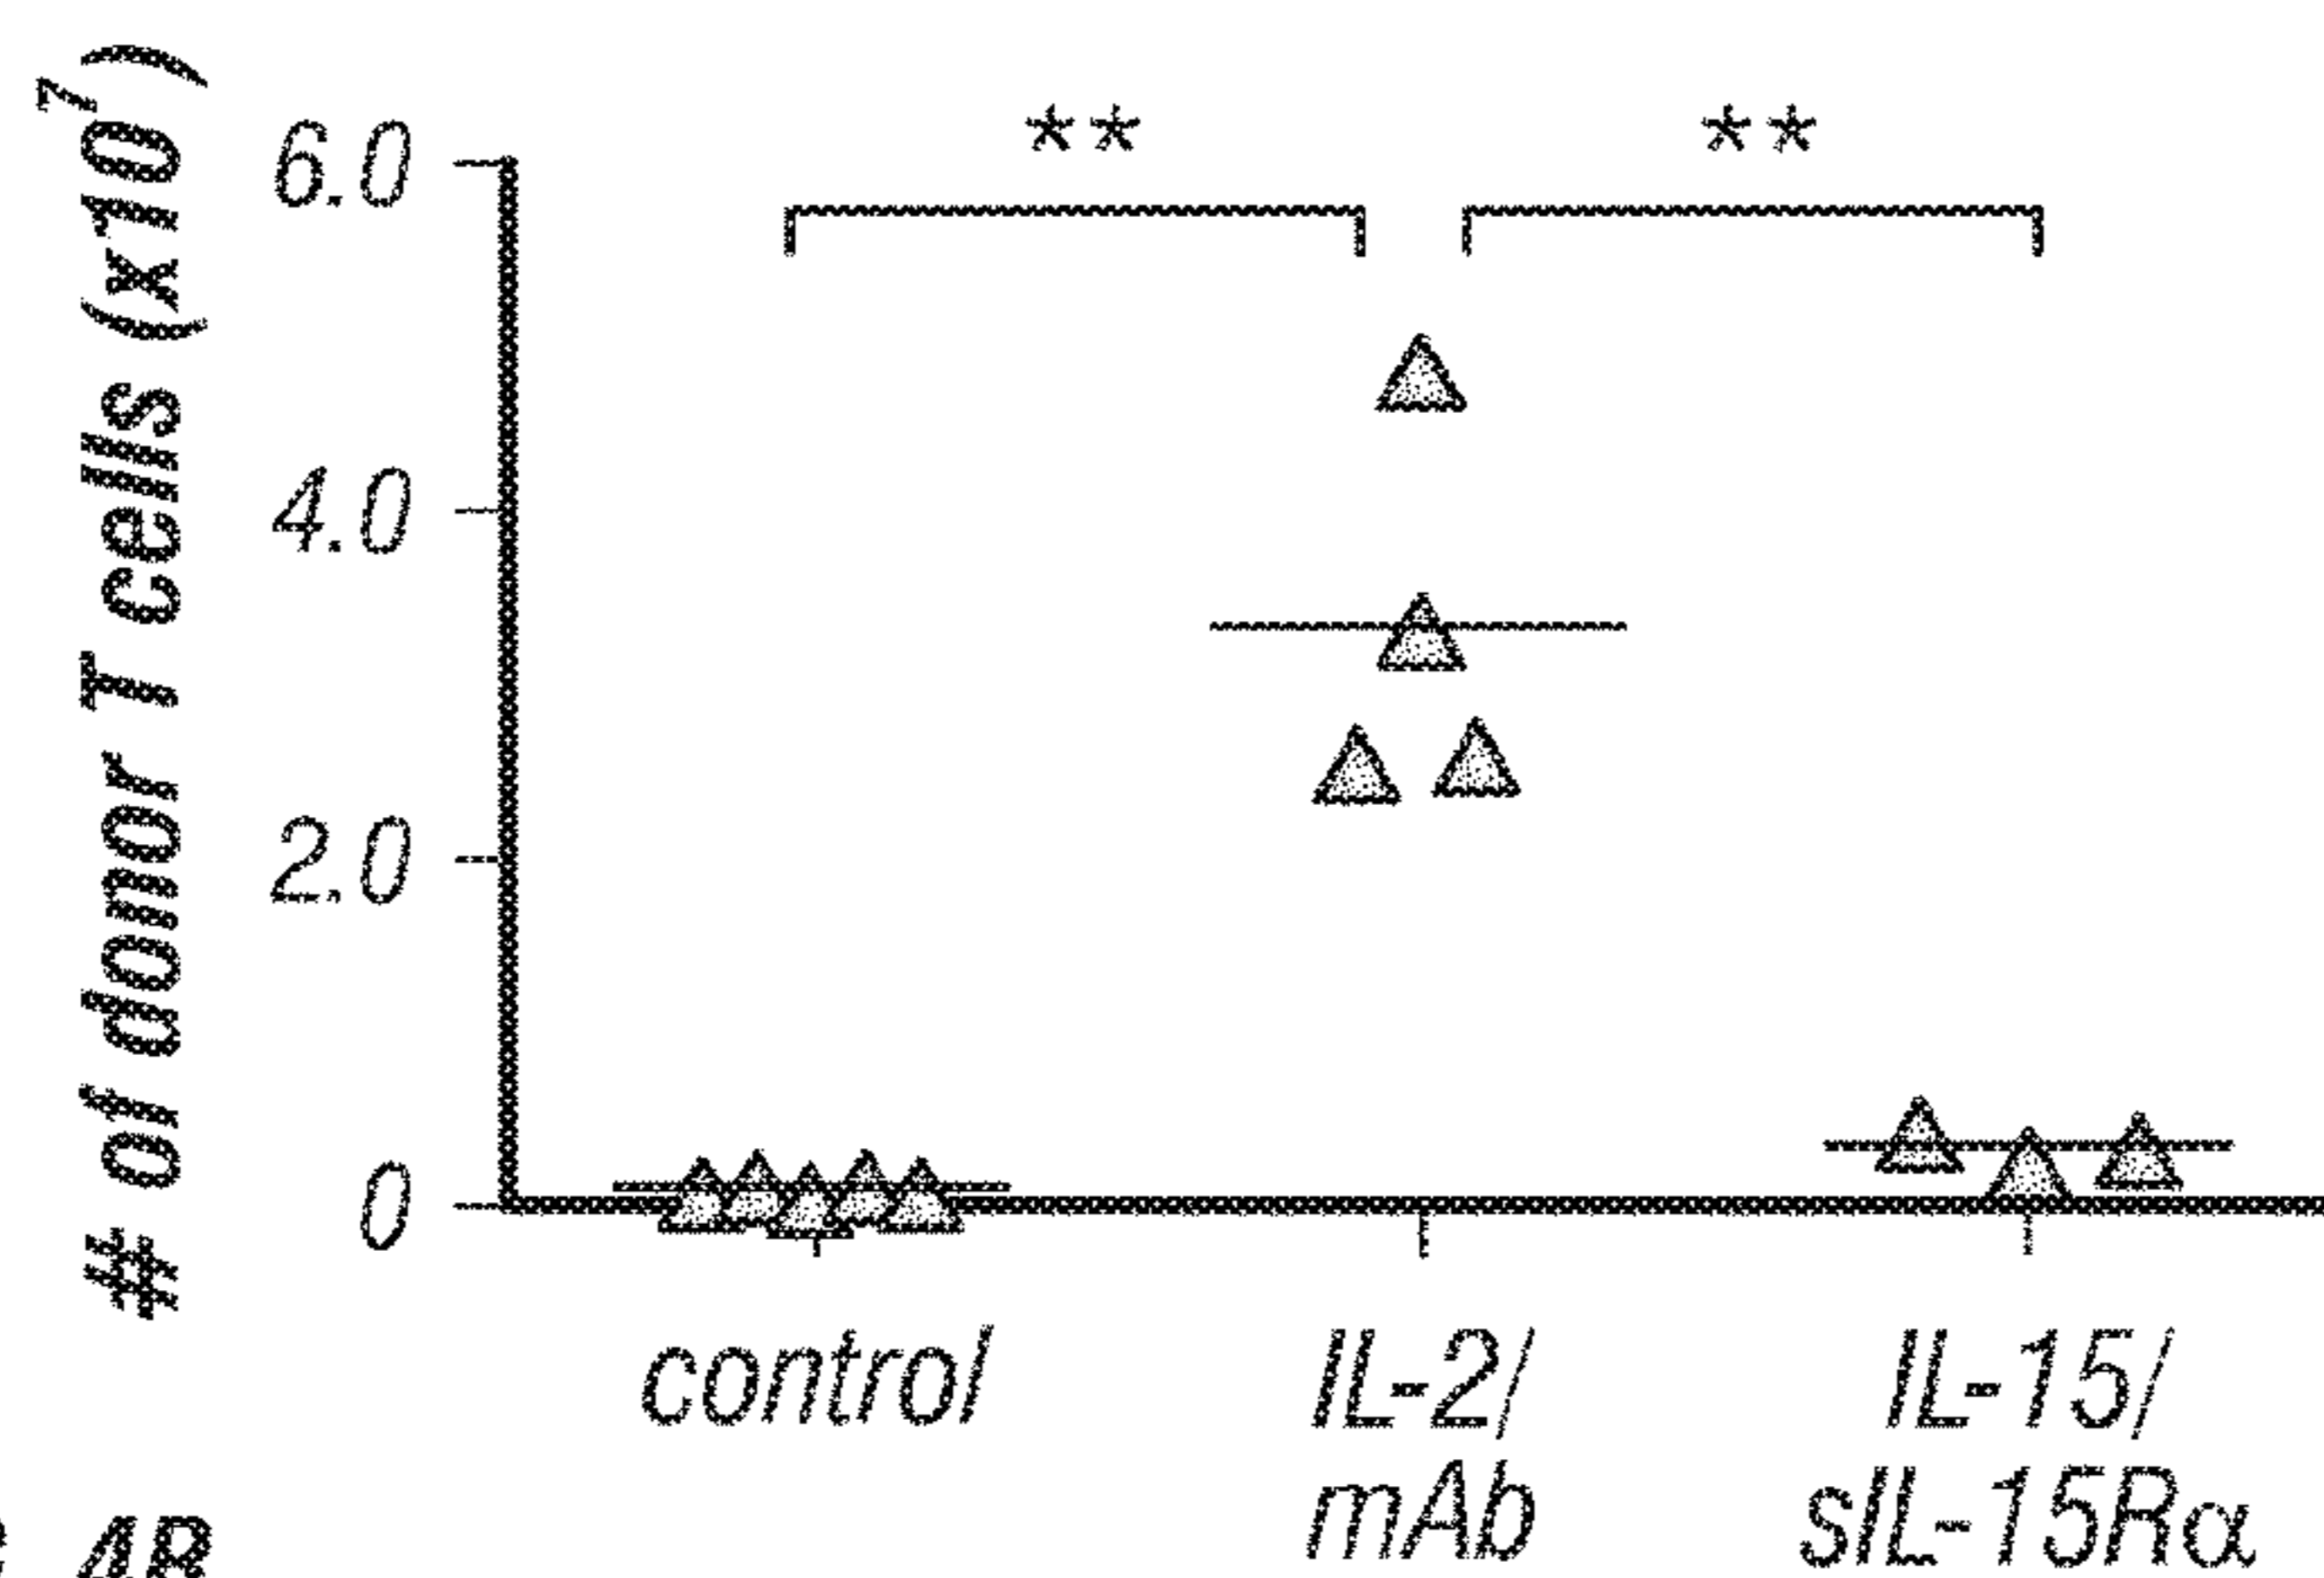 # of donor T cells (x10⁷)
6.0
4.0
2.0
0
** **
control
IL-2/
mAb
IL-15/
sIL-15Rα
4B